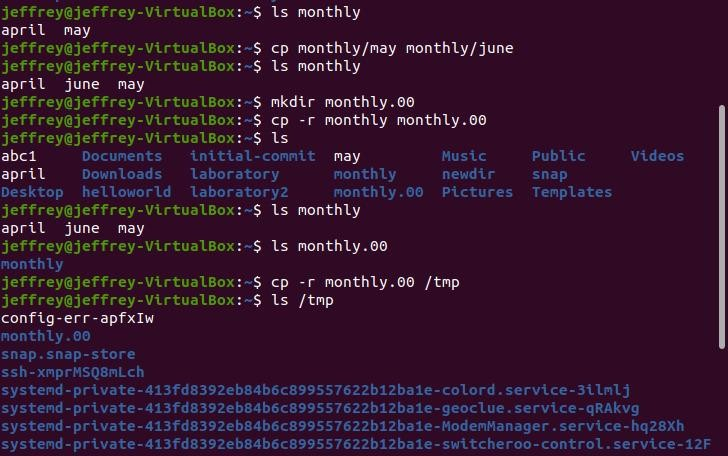 jeffrey@jeffrey-VirtualBox:~$ ls monthly
april  may
jeffrey@jeffrey-VirtualBox:~$ cp monthly/may monthly/june
jeffrey@jeffrey-VirtualBox:~$ ls monthly
april  june  may
jeffrey@jeffrey-VirtualBox:~$ mkdir monthly.00
jeffrey@jeffrey-VirtualBox:~$ cp -r monthly monthly.00
jeffrey@jeffrey-VirtualBox:~$ ls
abc1     Documents   initial-commit  may         Music     Public     Videos
april    Downloads   laboratory      monthly     newdir    snap
Desktop  helloworld  laboratory2     monthly.00  Pictures  Templates
jeffrey@jeffrey-VirtualBox:~$ ls monthly
april  june  may
jeffrey@jeffrey-VirtualBox:~$ ls monthly.00
monthly
jeffrey@jeffrey-VirtualBox:~$ cp -r monthly.00 /tmp
jeffrey@jeffrey-VirtualBox:~$ ls /tmp
config-err-apfxIw
monthly.00
snap.snap-store
ssh-xmprMSQ8mLch
systemd-private-413fd8392eb84b6c899557622b12ba1e-colord.service-3ilmlj
systemd-private-413fd8392eb84b6c899557622b12ba1e-geoclue.service-qRAkvg
systemd-private-413fd8392eb84b6c899557622b12ba1e-ModemManager.service-hq28Xh
systemd-private-413fd8392eb84b6c899557622b12ba1e-switcheroo-control.service-12F